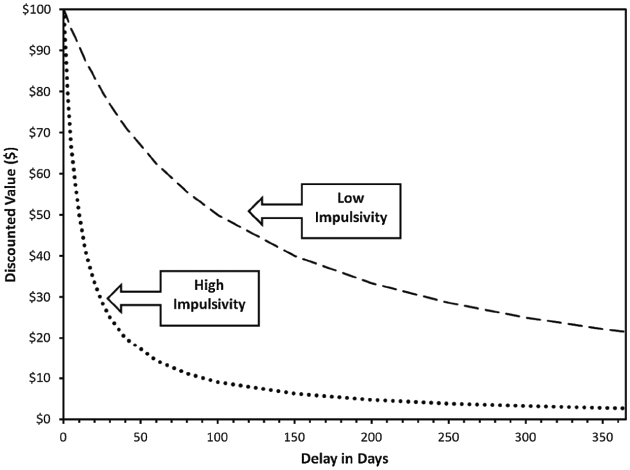 $100
$90
$80
$70
$60
$50
$40
$30
$20
$10
$0
Discounted Value ($)
Low
Impulsivity
High
Impulsivity
0 50 100 150 200 250 300 350
Delay in Days